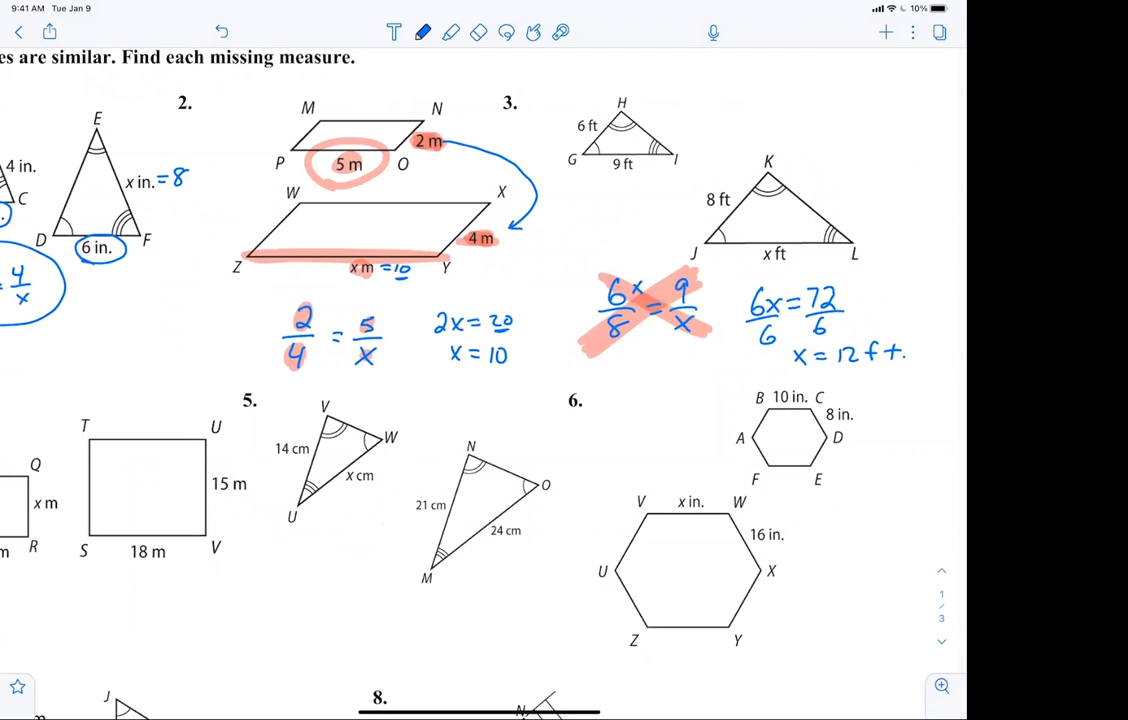 9:41 AM Tue Jan 9
10%
T
es are similar. Find each missing measure.
2.
3.
E
4 in.
C
x in. = 8
D
6 in.
F
4
x
M
N
2 m
P
5 m
O
W
X
4 m
Z
x m = 10
Y
2/4 = 5/x
2x = 20
x = 10
H
6 ft
G
9 ft
I
K
8 ft
J
x ft
L
6/8 = 9/x
x
6x/6 = 72/6
x = 12 ft.
Q
x m
m
R
T
U
15 m
S
18 m
V
5.
V
14 cm
W
x cm
U
N
21 cm
O
24 cm
M
6.
B 10 in. C
8 in.
A
D
F
E
V
x in.
W
16 in.
U
X
Z
Y
1
/
3
J
8.
N